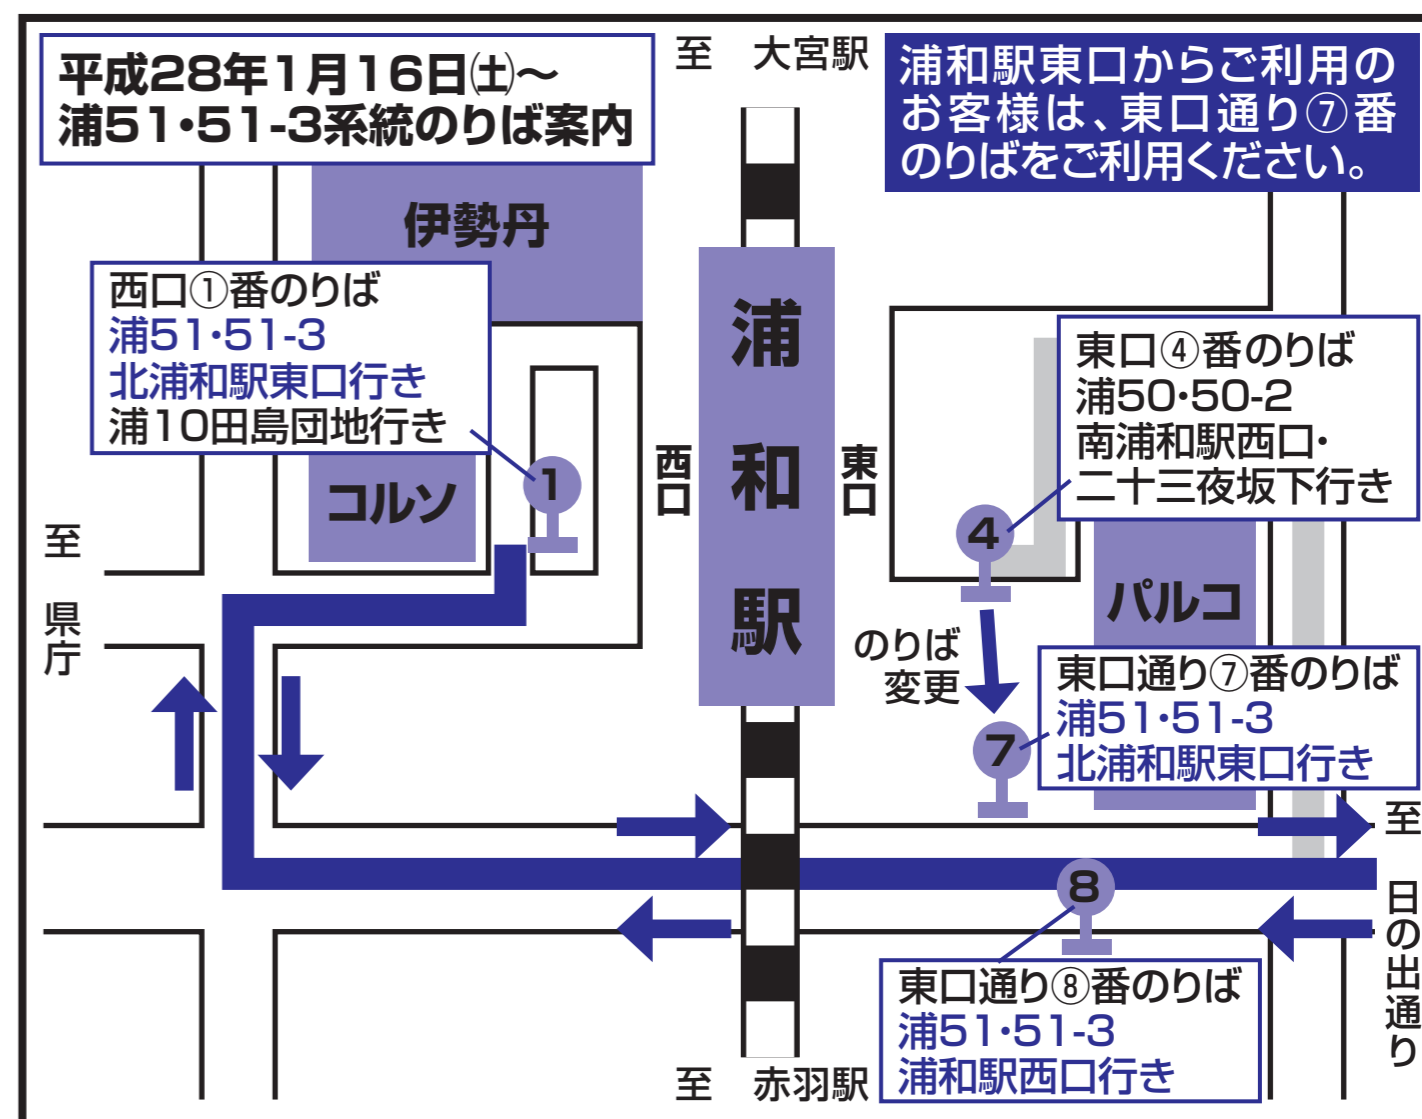 平成28年1月16日㈯～
浦51・51-3系統のりば案内
至 大宮駅
浦和駅東口からご利用の
お客様は、東口通り⑦番
のりばをご利用ください。
伊勢丹
西口①番のりば
浦51・51-3
北浦和駅東口行き
浦10田島団地行き
コルソ
1
至 県庁
西口
浦和駅
東口
東口④番のりば
浦50・50-2
南浦和駅西口・
二十三夜坂下行き
4
パルコ
のりば
変更
東口通り⑦番のりば
浦51・51-3
北浦和駅東口行き
7
至 日の出通り
8
東口通り⑧番のりば
浦51・51-3
浦和駅西口行き
至 赤羽駅